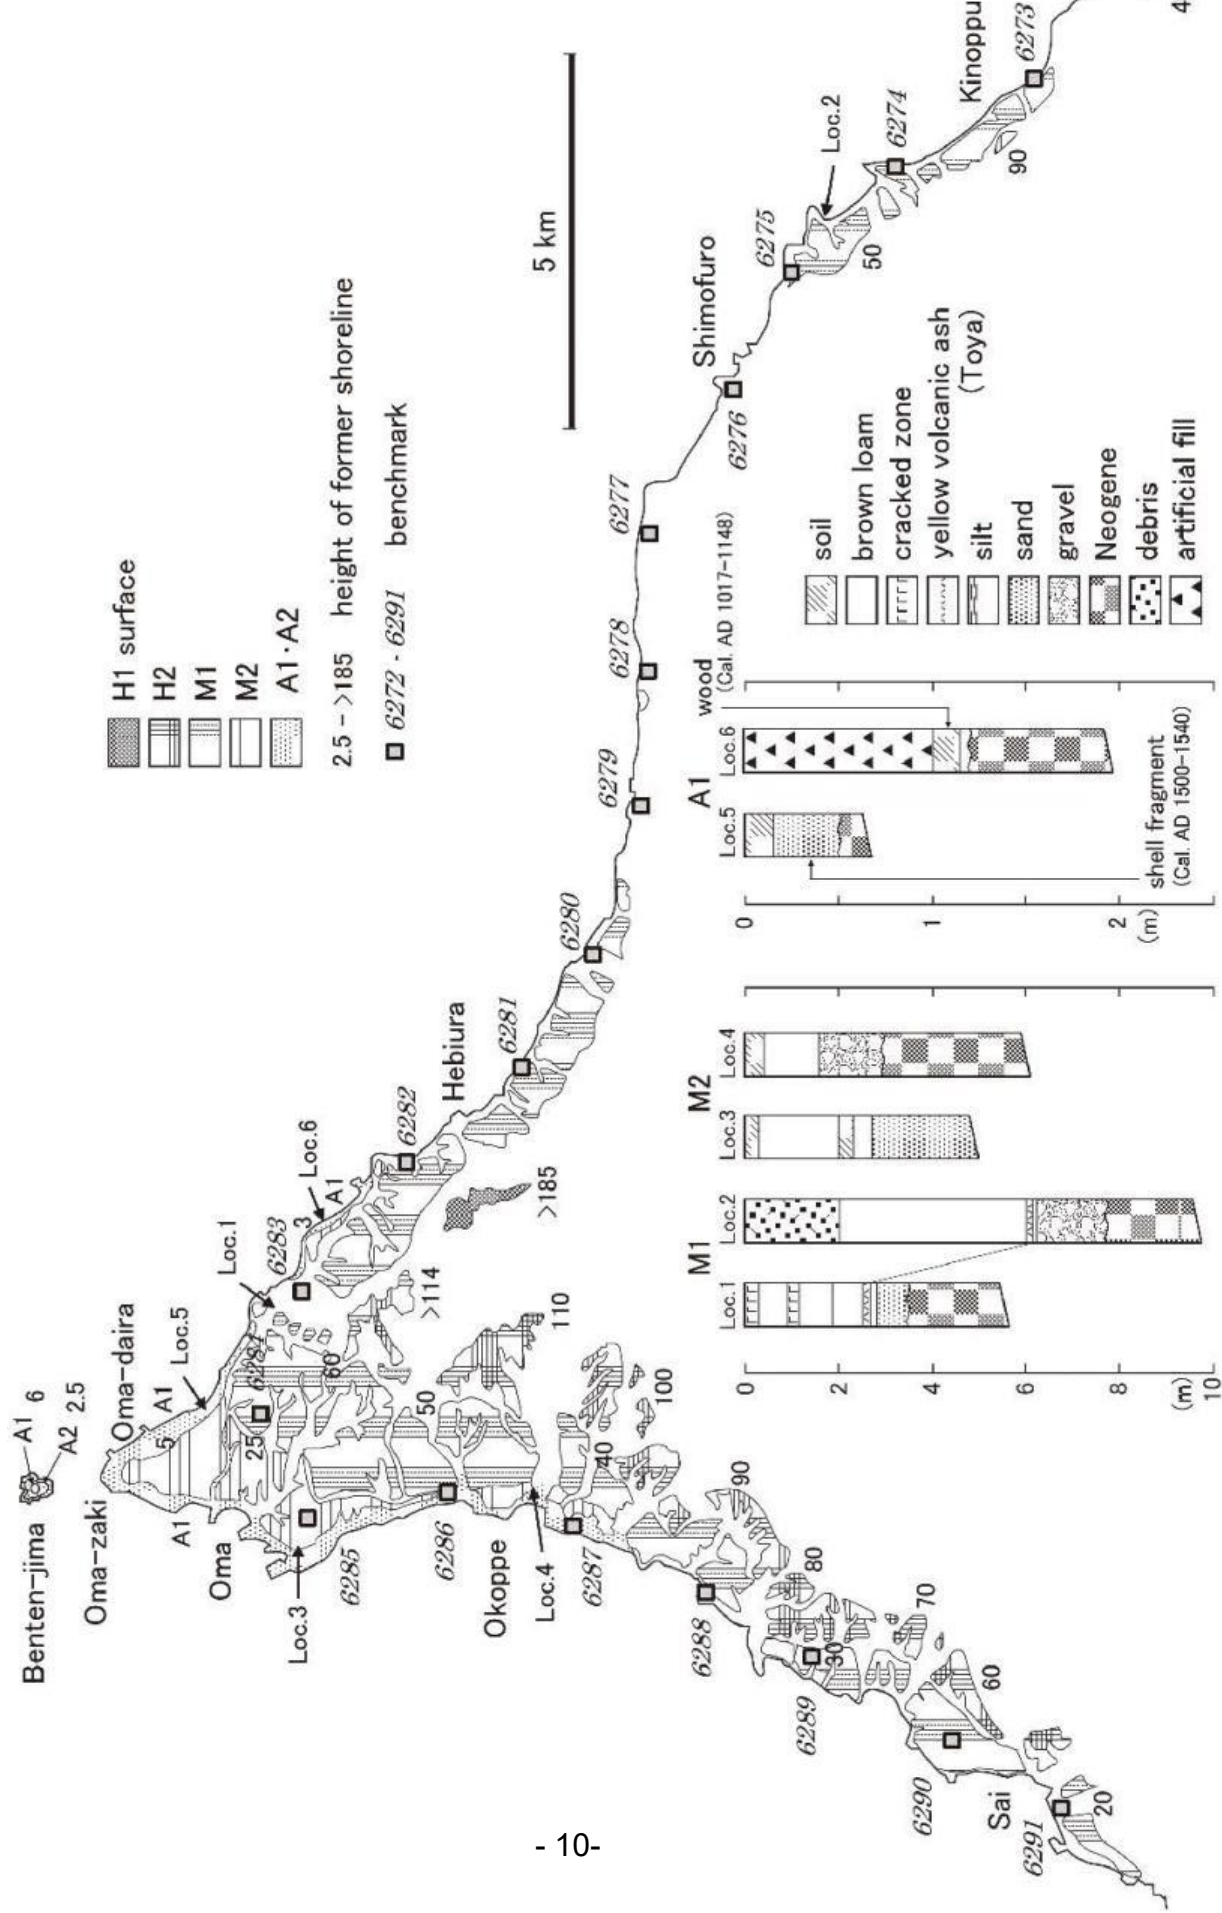 Benten-jima
A1 6
A2 2.5
Oma-zaki
Oma-daira
A1
5
A1
Loc.5
Oma
25
6284
60
Loc.3
6285
Loc.1
6283
3
Loc.6
A1
6282
>114
>185
Hebiura
6281
6280
6279
6278
6277
6276
Shimofuro
6275
50
Loc.2
6274
90
Kinoppu
6273
4
6286
50
110
Okoppe
Loc.4
6287
40
100
6288
90
80
6289
30
70
60
6290
Sai
6291
20
H1 surface
H2
M1
M2
A1・A2
2.5 - >185 height of former shoreline
6272 - 6291 benchmark
5 km
M1
Loc.1
Loc.2
M2
Loc.3
Loc.4
0
2
4
6
8
(m)
10
A1
Loc.5
Loc.6
wood
(Cal. AD 1017-1148)
shell fragment
(Cal. AD 1500-1540)
0
1
2
(m)
soil
brown loam
cracked zone
yellow volcanic ash
(Toya)
silt
sand
gravel
Neogene
debris
artificial fill
- 10-